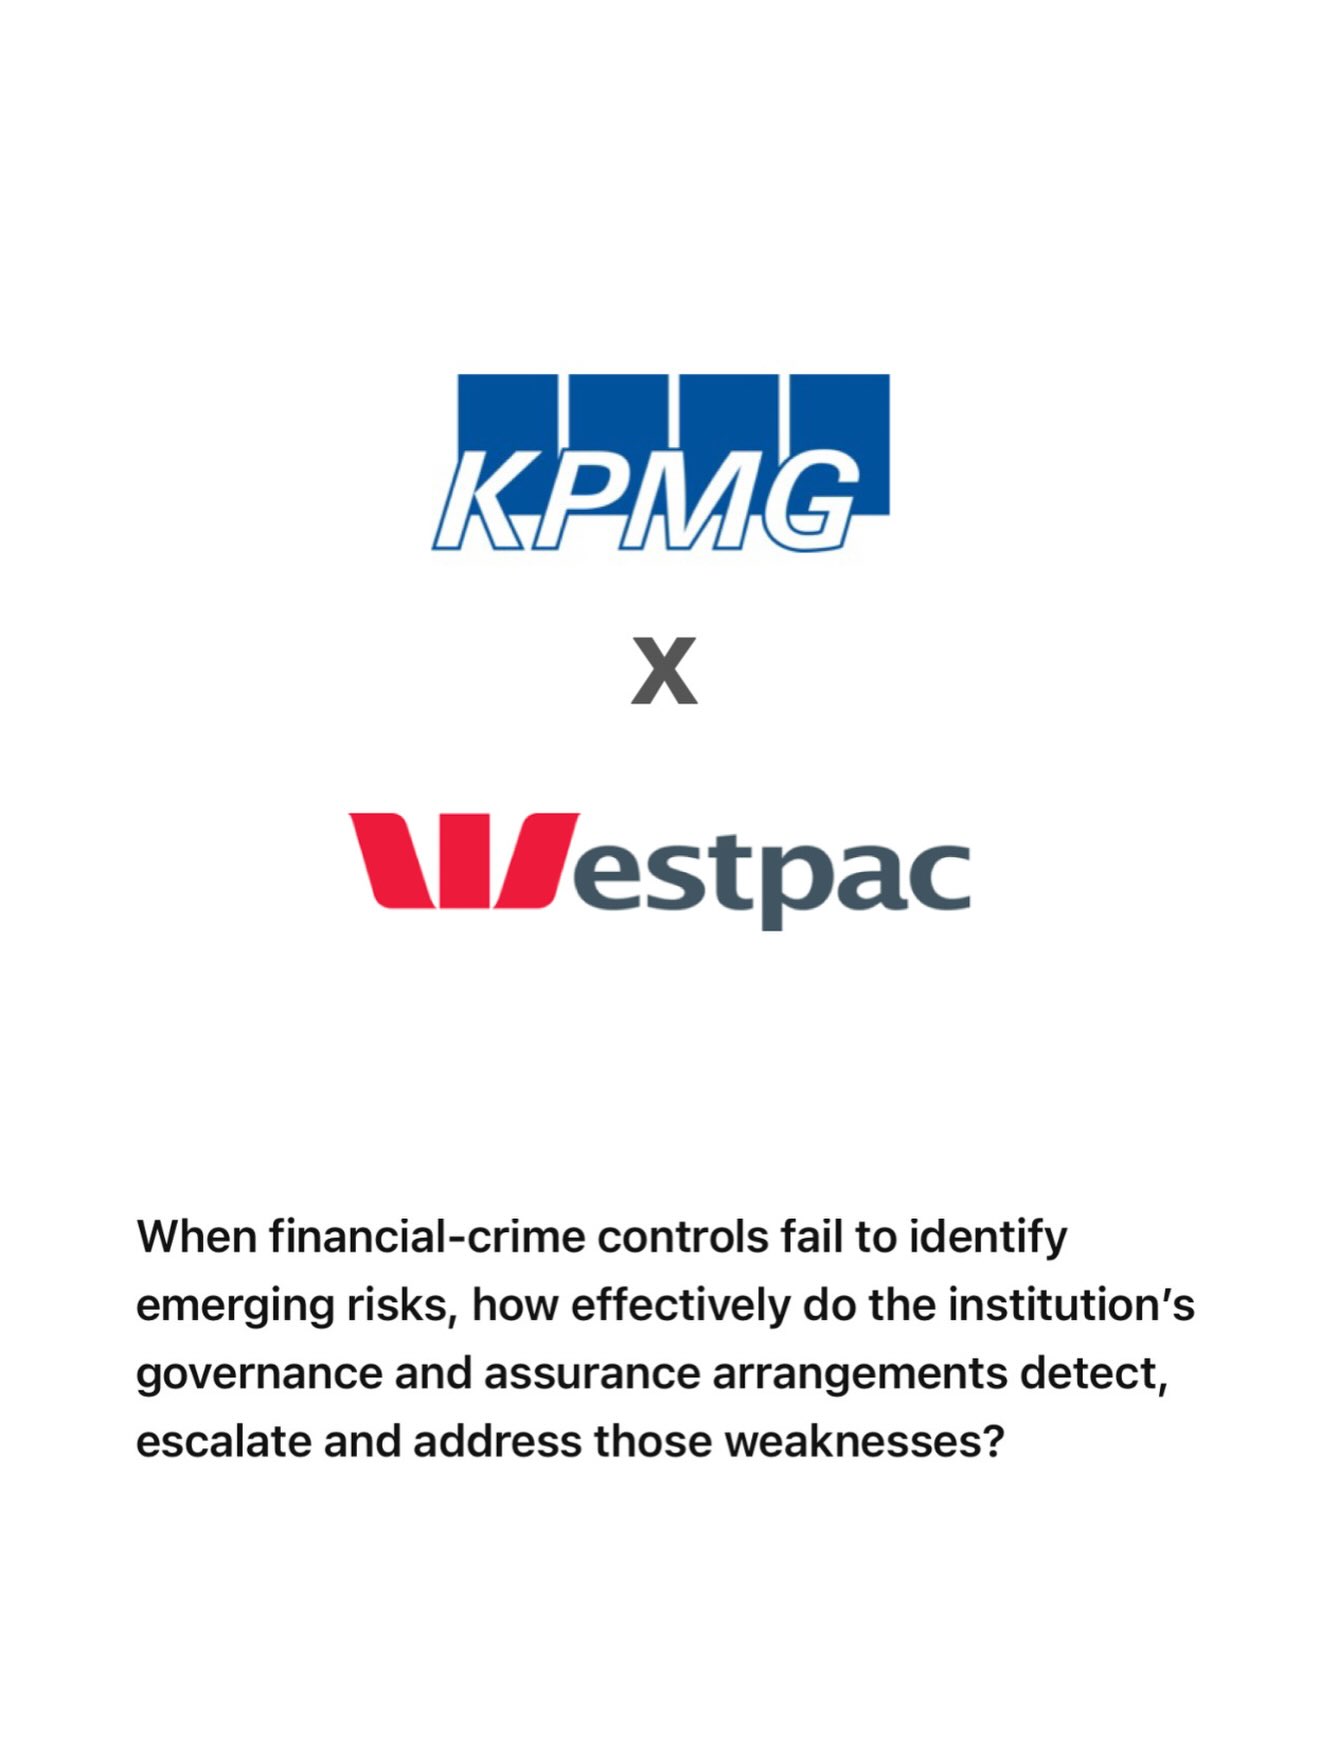 KPMG
X
Westpac
When financial-crime controls fail to identify
emerging risks, how effectively do the institution’s
governance and assurance arrangements detect,
escalate and address those weaknesses?